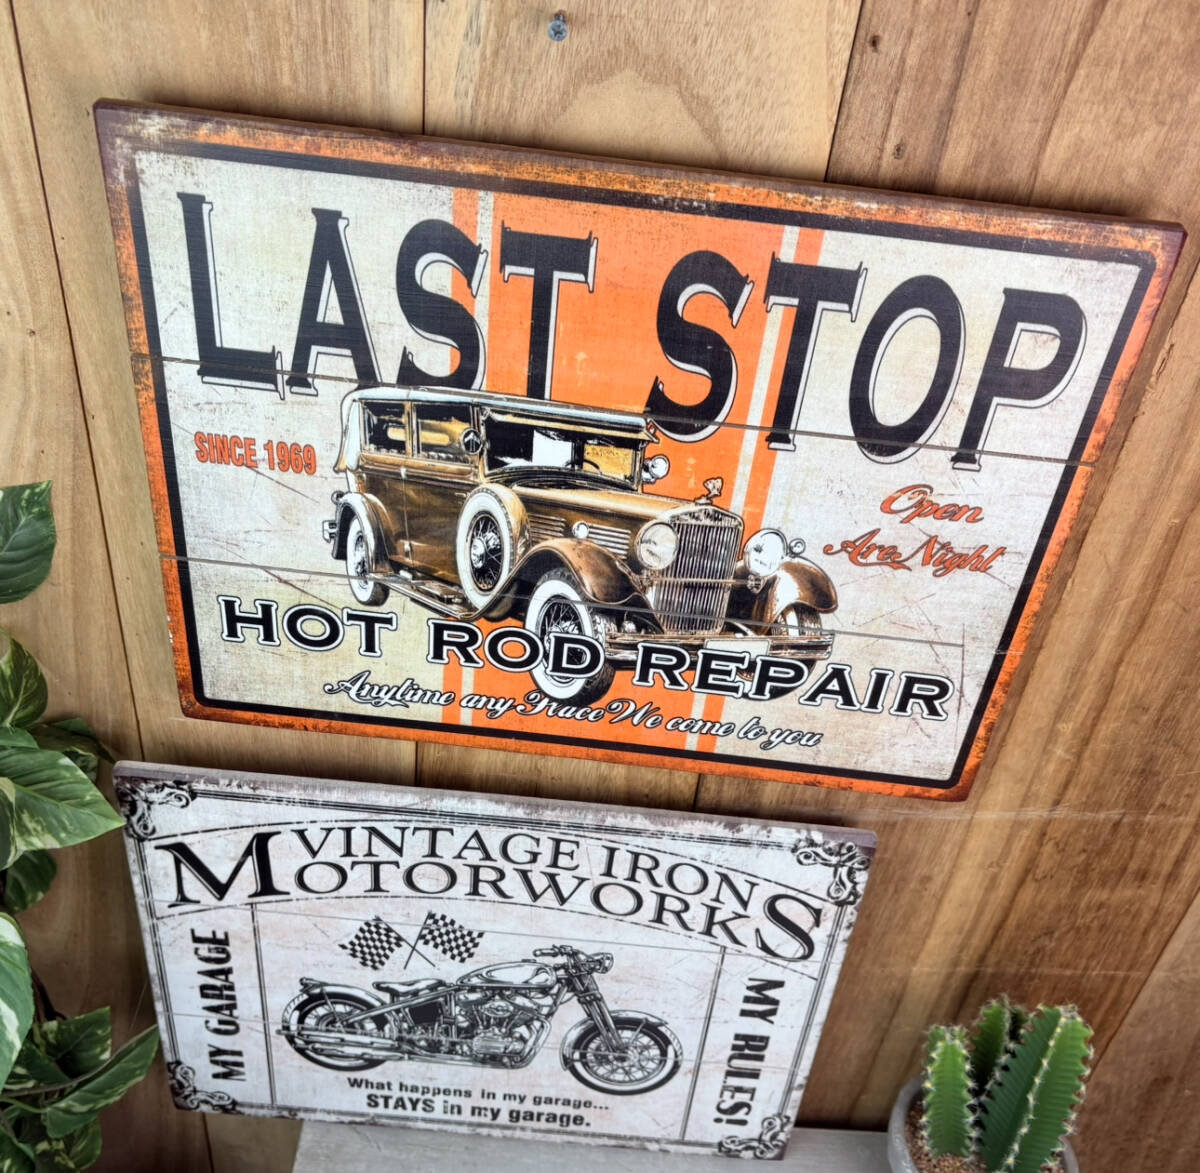 LAST STOP
SINCE 1969
Open
Are Night
HOT ROD REPAIR
Anytime any Place We come to you
VINTAGE IRON
MOTORWORKS
MY GARAGE
MY RULES!
What happens in my garage...
STAYS in my garage.